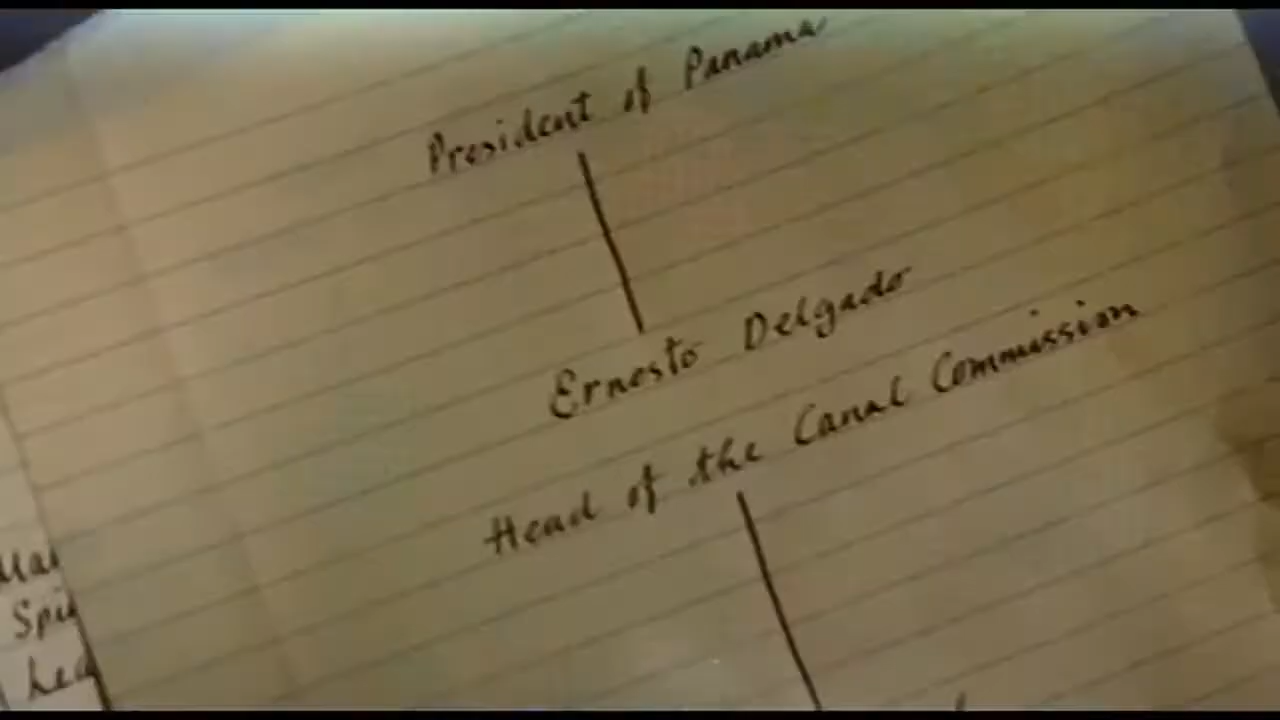 President of Panama
Ernesto Delgado
Head of the Canal Commission